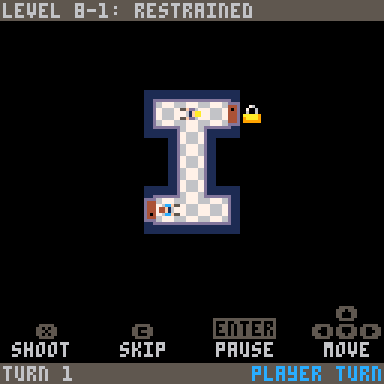 LEVEL 8-1: RESTRAINED
X C ENTER
SHOOT SKIP PAUSE MOVE
TURN 1 PLAYER TURN